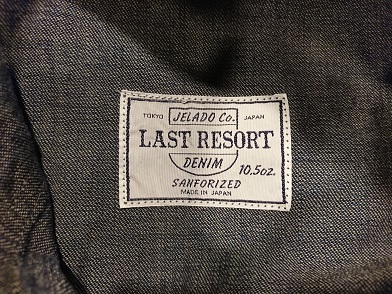 TOKYO JELADO Co. JAPAN
LAST RESORT
DENIM 10.5oz.
SANFORIZED
MADE IN JAPAN